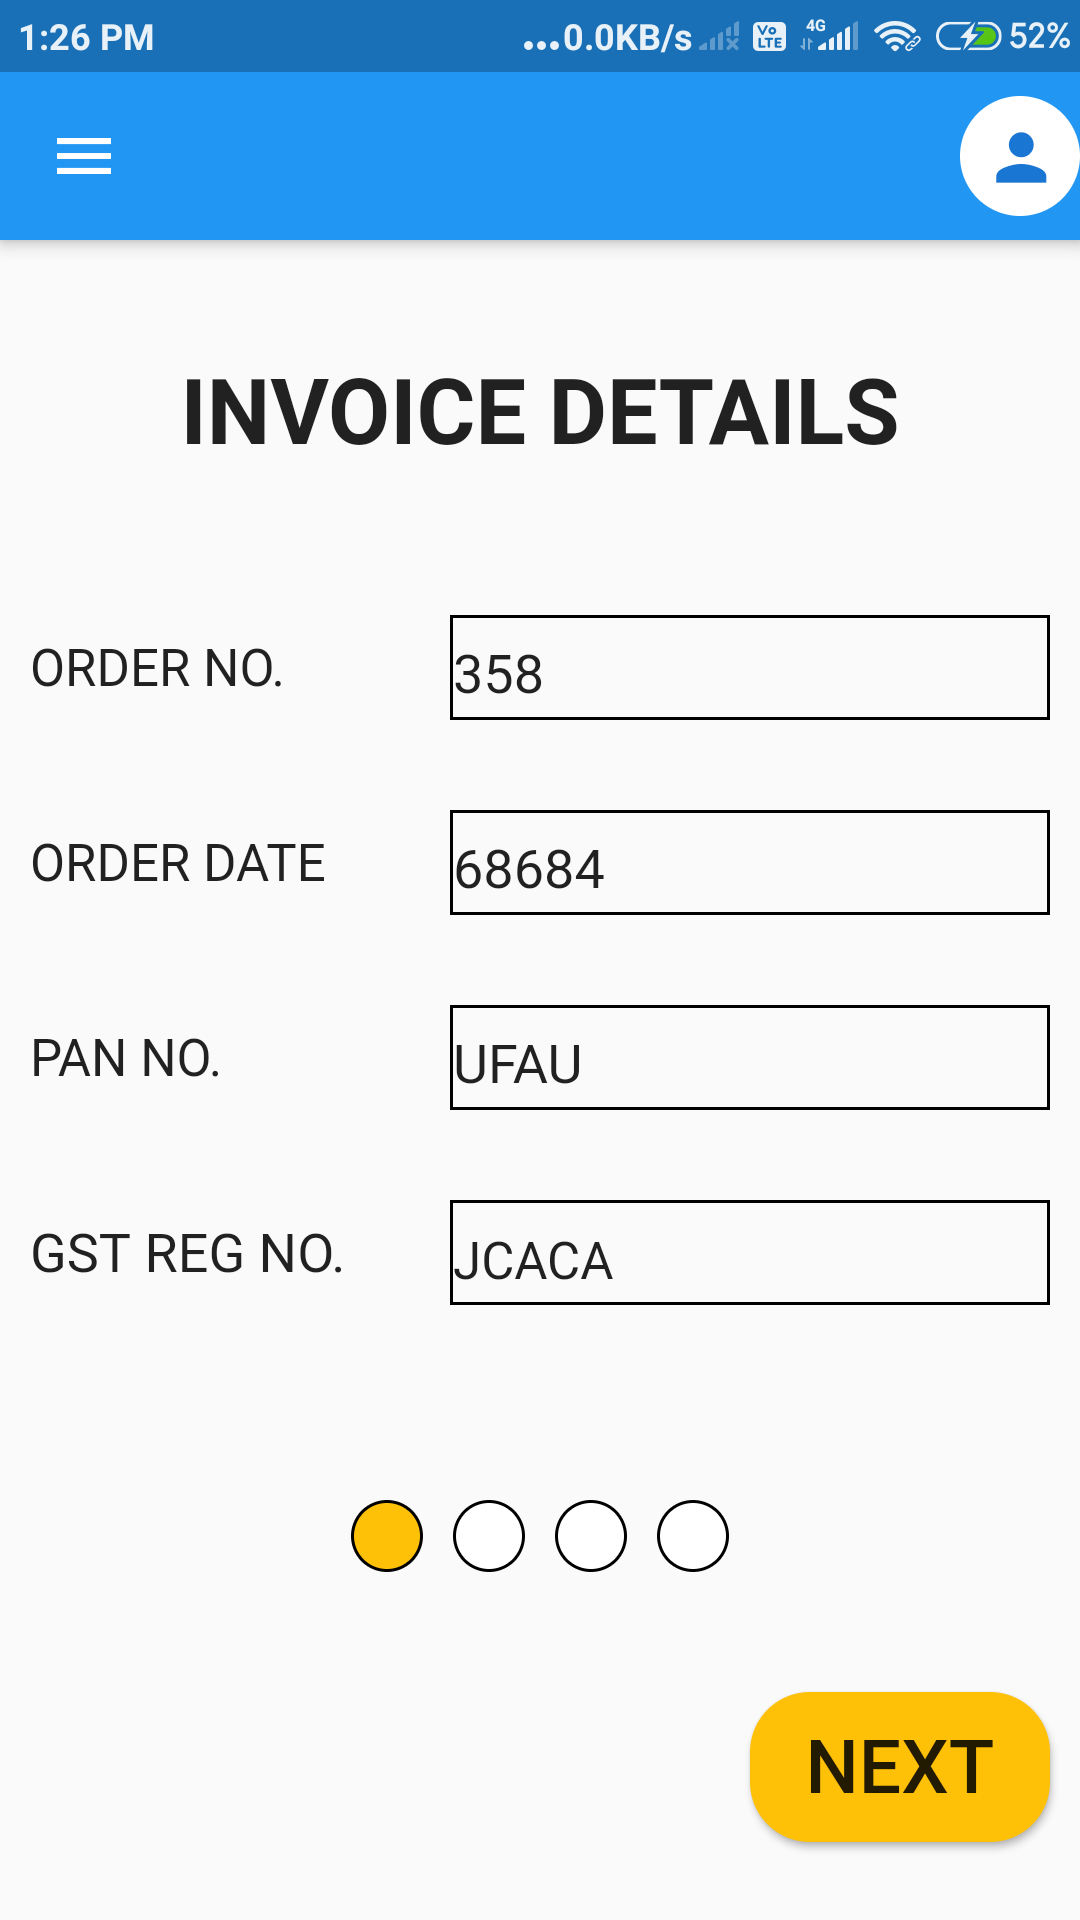 1:26 PM ...0.0KB/s Vo LTE 4G 52%
INVOICE DETAILS
ORDER NO. 358
ORDER DATE 68684
PAN NO. UFAU
GST REG NO. JCACA
NEXT